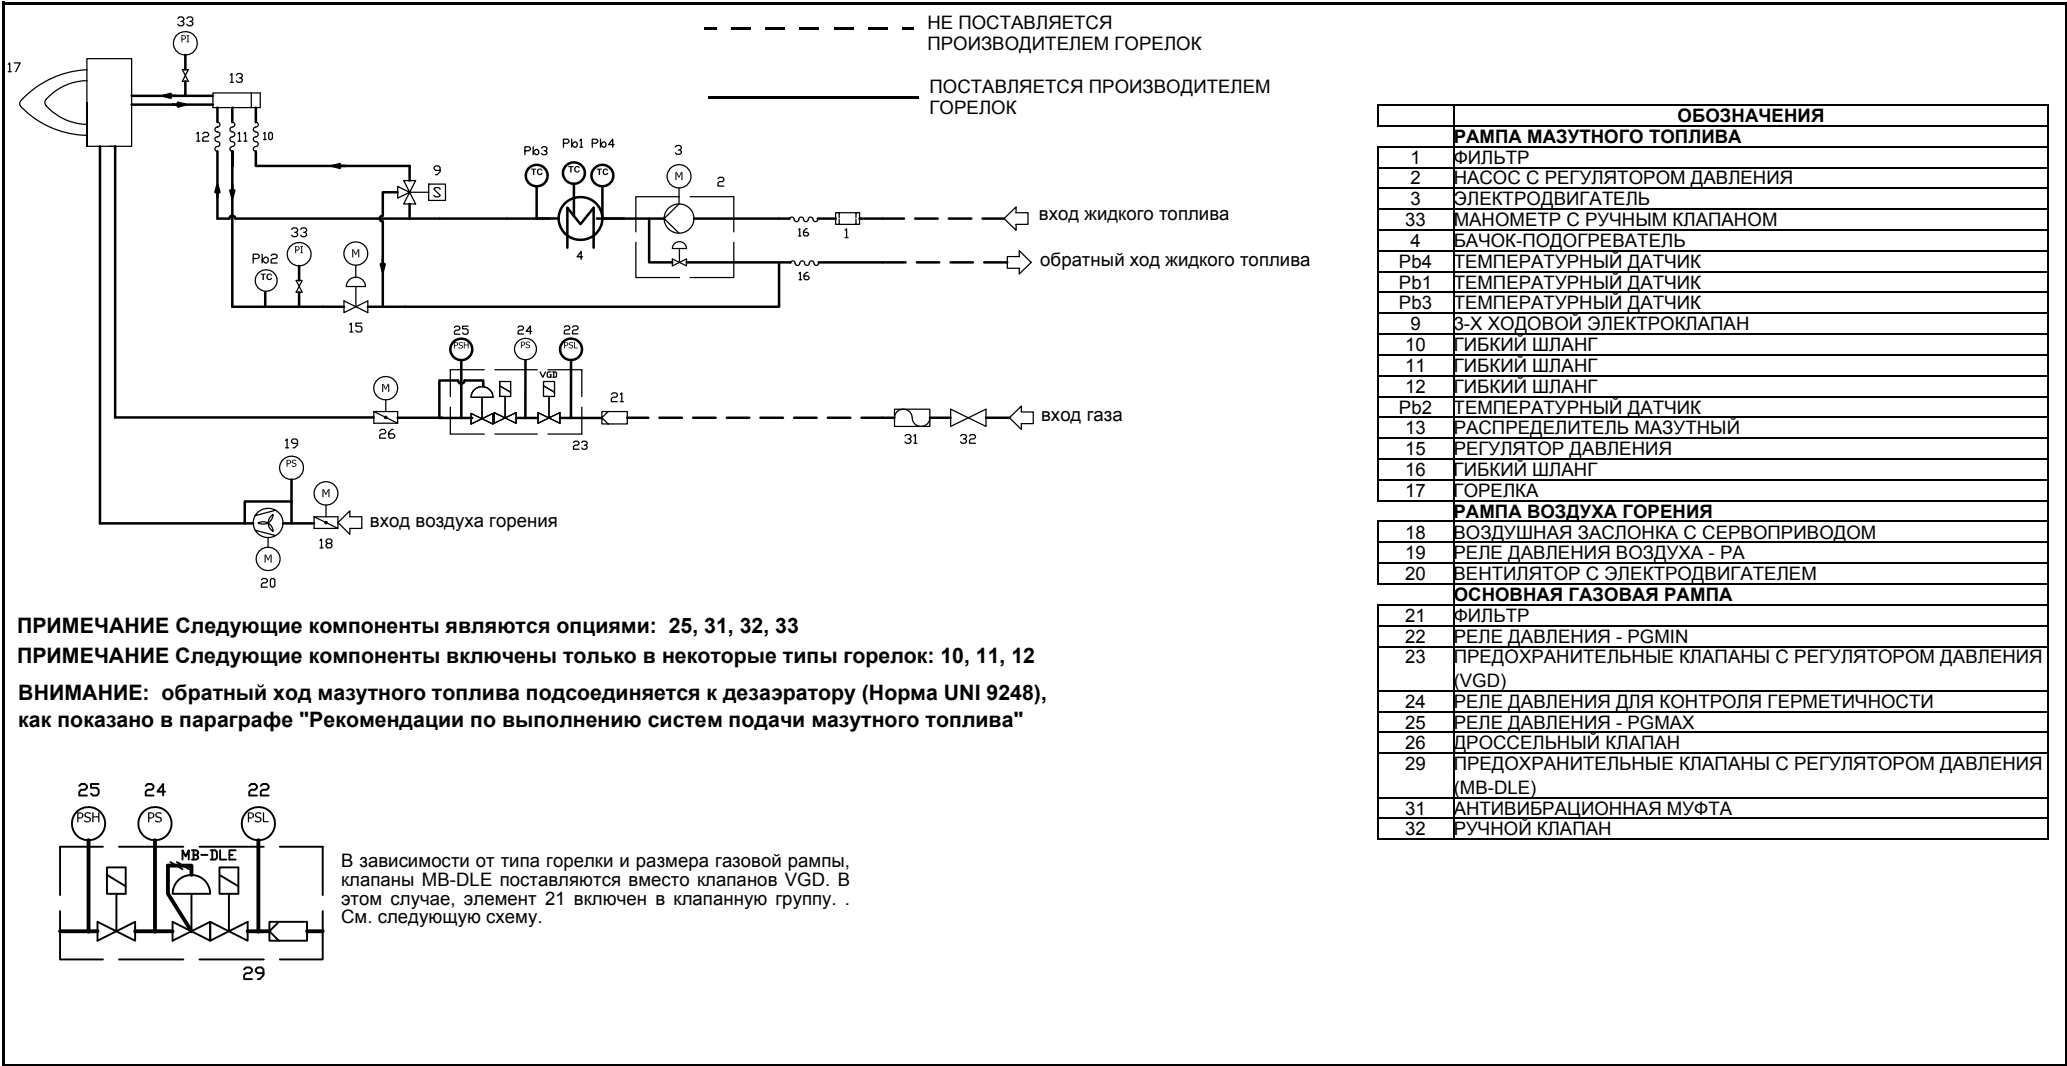 33
PI
НЕ ПОСТАВЛЯЕТСЯ
ПРОИЗВОДИТЕЛЕМ ГОРЕЛОК
17
13
ПОСТАВЛЯЕТСЯ ПРОИЗВОДИТЕЛЕМ
ГОРЕЛОК
12
11
10
9
S
Pb3
Pb1
Pb4
TC
TC
TC
3
M
2
4
16
1
вход жидкого топлива
16
обратный ход жидкого топлива
Pb2
TC
33
PI
M
15
25
PSH
24
PS
22
PSL
VGD
M
26
23
21
31
32
вход газа
19
PS
M
18
вход воздуха горения
M
20
ПРИМЕЧАНИЕ Следующие компоненты являются опциями: 25, 31, 32, 33
ПРИМЕЧАНИЕ Следующие компоненты включены только в некоторые типы горелок: 10, 11, 12
ВНИМАНИЕ: обратный ход мазутного топлива подсоединяется к дезаэратору (Норма UNI 9248),
как показано в параграфе "Рекомендации по выполнению систем подачи мазутного топлива"
25
24
22
PSH
PS
PSL
MB-DLE
29
В зависимости от типа горелки и размера газовой рампы,
клапаны MB-DLE поставляются вместо клапанов VGD. В
этом случае, элемент 21 включен в клапанную группу. .
См. следующую схему.
ОБОЗНАЧЕНИЯ
РАМПА МАЗУТНОГО ТОПЛИВА
1 ФИЛЬТР
2 НАСОС С РЕГУЛЯТОРОМ ДАВЛЕНИЯ
3 ЭЛЕКТРОДВИГАТЕЛЬ
33 МАНОМЕТР С РУЧНЫМ КЛАПАНОМ
4 БАЧОК-ПОДОГРЕВАТЕЛЬ
Pb4 ТЕМПЕРАТУРНЫЙ ДАТЧИК
Pb1 ТЕМПЕРАТУРНЫЙ ДАТЧИК
Pb3 ТЕМПЕРАТУРНЫЙ ДАТЧИК
9 3-Х ХОДОВОЙ ЭЛЕКТРОКЛАПАН
10 ГИБКИЙ ШЛАНГ
11 ГИБКИЙ ШЛАНГ
12 ГИБКИЙ ШЛАНГ
Pb2 ТЕМПЕРАТУРНЫЙ ДАТЧИК
13 РАСПРЕДЕЛИТЕЛЬ МАЗУТНЫЙ
15 РЕГУЛЯТОР ДАВЛЕНИЯ
16 ГИБКИЙ ШЛАНГ
17 ГОРЕЛКА
РАМПА ВОЗДУХА ГОРЕНИЯ
18 ВОЗДУШНАЯ ЗАСЛОНКА С СЕРВОПРИВОДОМ
19 РЕЛЕ ДАВЛЕНИЯ ВОЗДУХА - PA
20 ВЕНТИЛЯТОР С ЭЛЕКТРОДВИГАТЕЛЕМ
ОСНОВНАЯ ГАЗОВАЯ РАМПА
21 ФИЛЬТР
22 РЕЛЕ ДАВЛЕНИЯ - PGMIN
23 ПРЕДОХРАНИТЕЛЬНЫЕ КЛАПАНЫ С РЕГУЛЯТОРОМ ДАВЛЕНИЯ
(VGD)
24 РЕЛЕ ДАВЛЕНИЯ ДЛЯ КОНТРОЛЯ ГЕРМЕТИЧНОСТИ
25 РЕЛЕ ДАВЛЕНИЯ - PGMAX
26 ДРОССЕЛЬНЫЙ КЛАПАН
29 ПРЕДОХРАНИТЕЛЬНЫЕ КЛАПАНЫ С РЕГУЛЯТОРОМ ДАВЛЕНИЯ
(MB-DLE)
31 АНТИВИБРАЦИОННАЯ МУФТА
32 РУЧНОЙ КЛАПАН